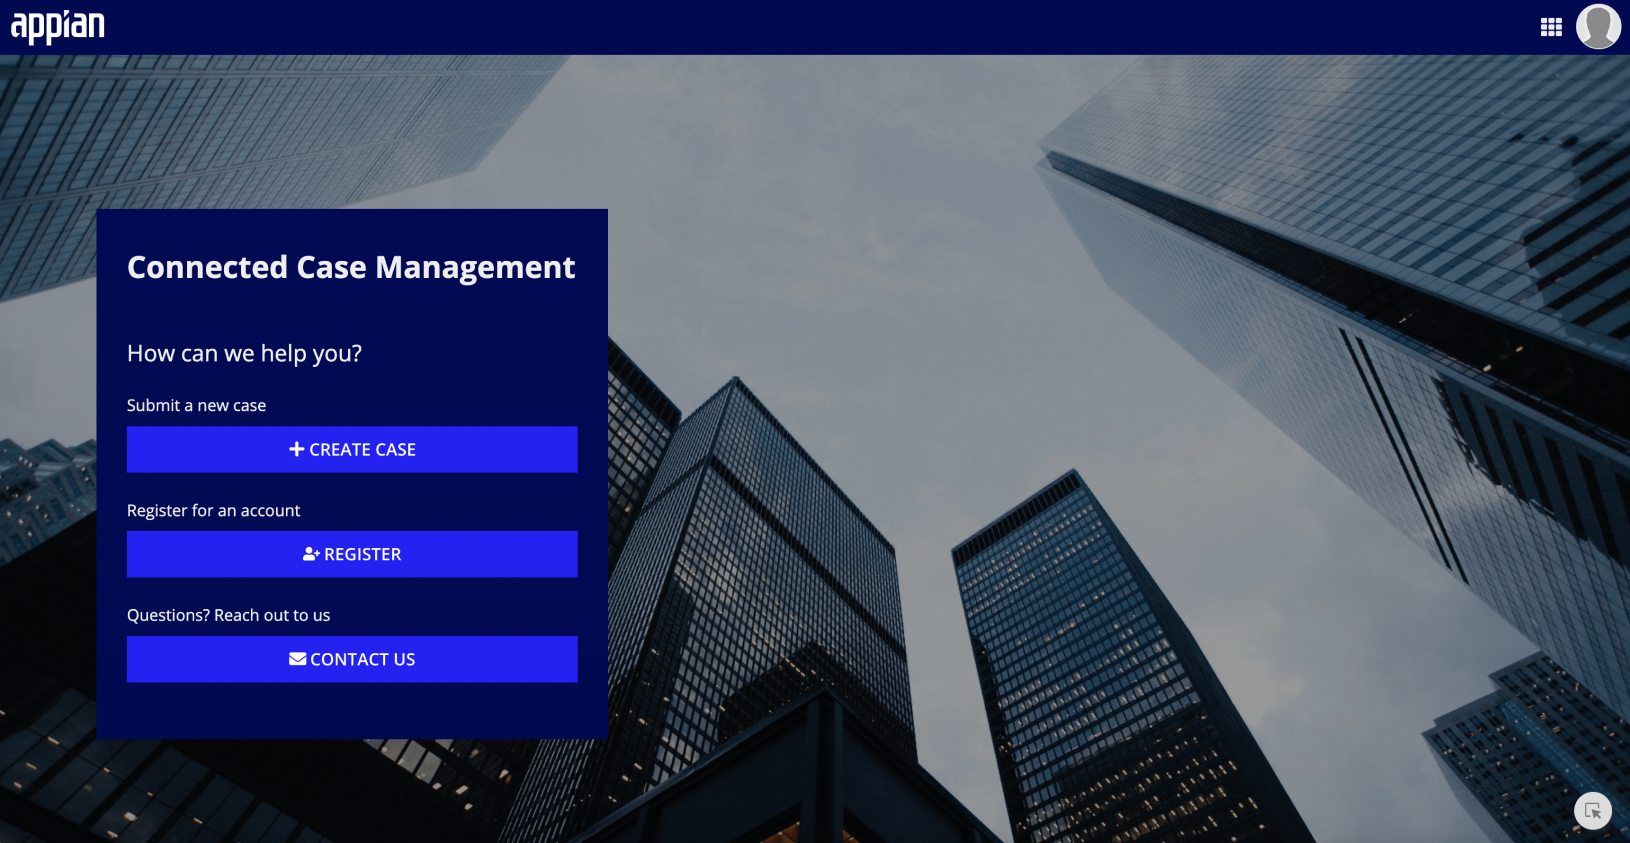 appian
Connected Case Management
How can we help you?
Submit a new case
CREATE CASE
Register for an account
REGISTER
Questions? Reach out to us
CONTACT US